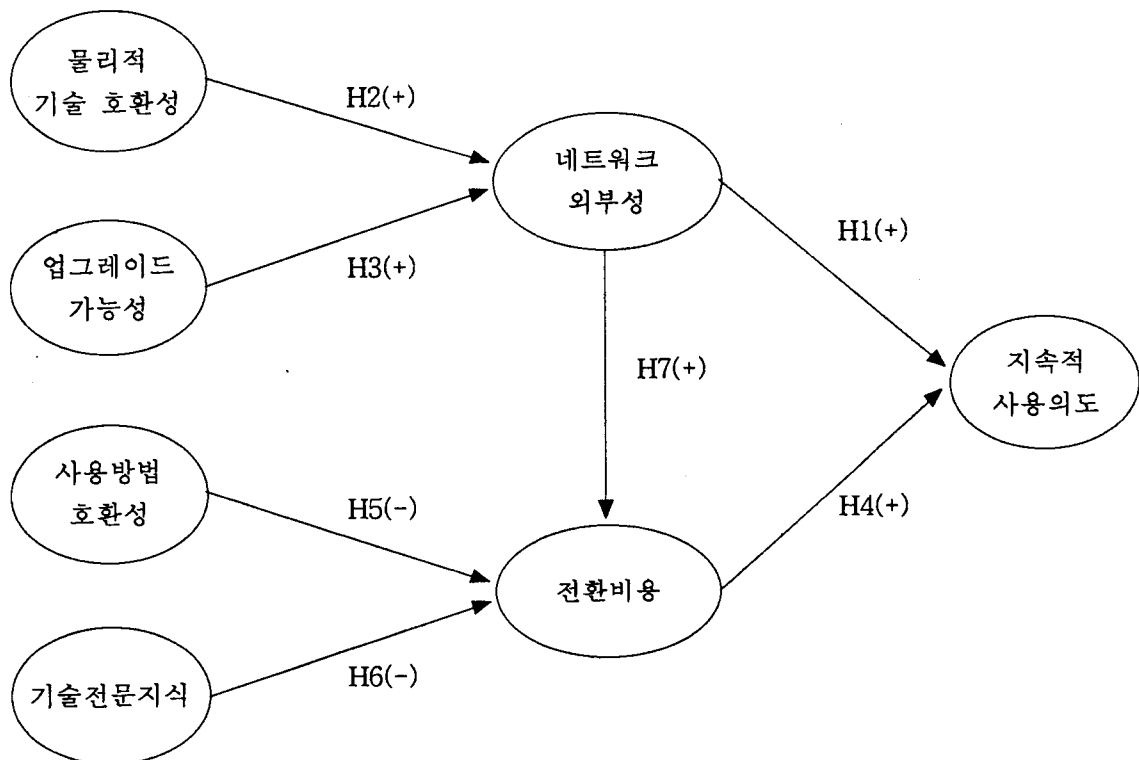 물리적
기술 호환성
H2(+)
네트워크
외부성
업그레이드
가능성
H3(+)
H1(+)
H7(+)
지속적
사용의도
사용방법
호환성
H5(-)
H4(+)
전환비용
기술전문지식
H6(-)